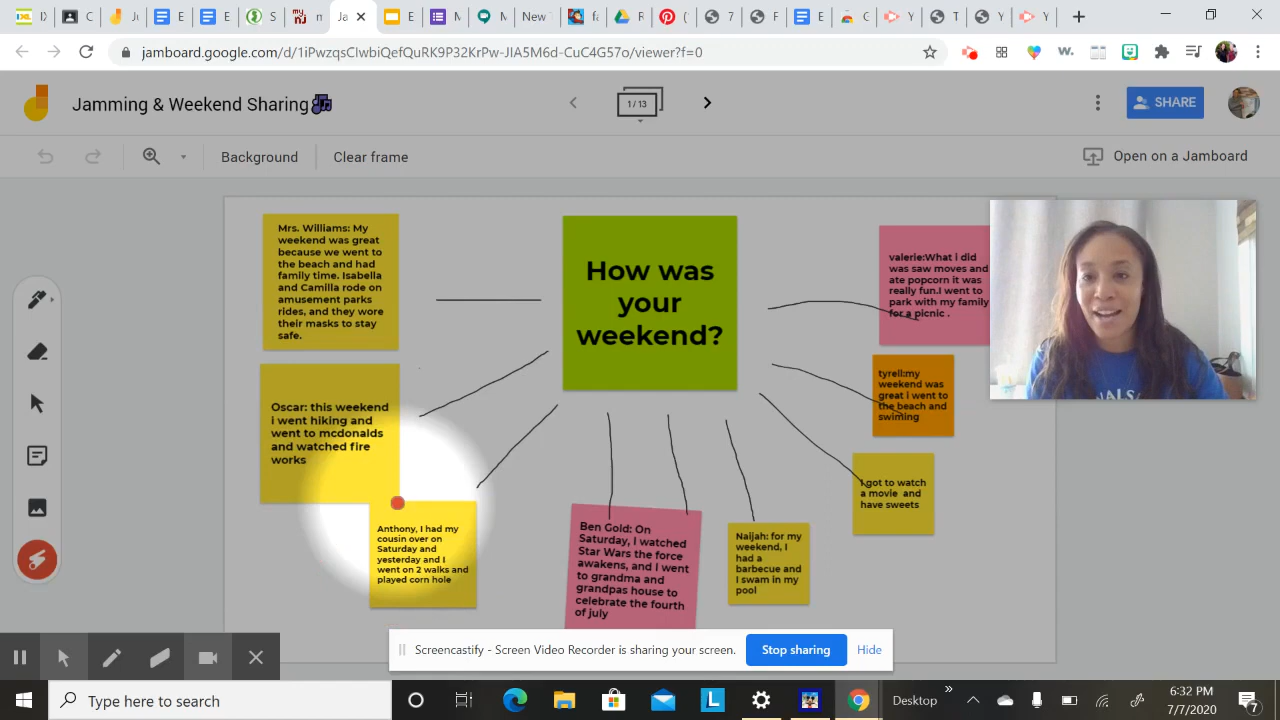 Ja
New
jamboard.google.com/d/1iPwzqsCIwbiQefQuRK9P32KrPw-JIA5M6d-CuC4G57o/viewer?f=0
Jamming & Weekend Sharing
1/13
SHARE
Background
Clear frame
Open on a Jamboard
Mrs. Williams: My
weekend was great
because we went to
the beach and had
family time. Isabella
and Camilla rode on
amusement parks
rides, and they wore
their masks to stay
safe.
How was
your
weekend?
valerie:What i did
was saw moves and
ate popcorn it was
really fun.I went to
park with my family
for a picnic .
tyrell:my
weekend was
great i went to
the beach and
swiming
Oscar: this weekend
i went hiking and
went to mcdonalds
and watched fire
works
I got to watch
a movie and
have sweets
Anthony, I had my
cousin over on
Saturday and
yesterday and I
went on 2 walks and
played corn hole
Ben Gold: On
Saturday, I watched
Star Wars the force
awakens, and I went
to grandma and
grandpas house to
celebrate the fourth
of july
Naijah: for my
weekend, I
had a
barbecue and
I swam in my
pool
Screencastify - Screen Video Recorder is sharing your screen.
Stop sharing
Hide
Type here to search
Desktop
6:32 PM
7/7/2020
7